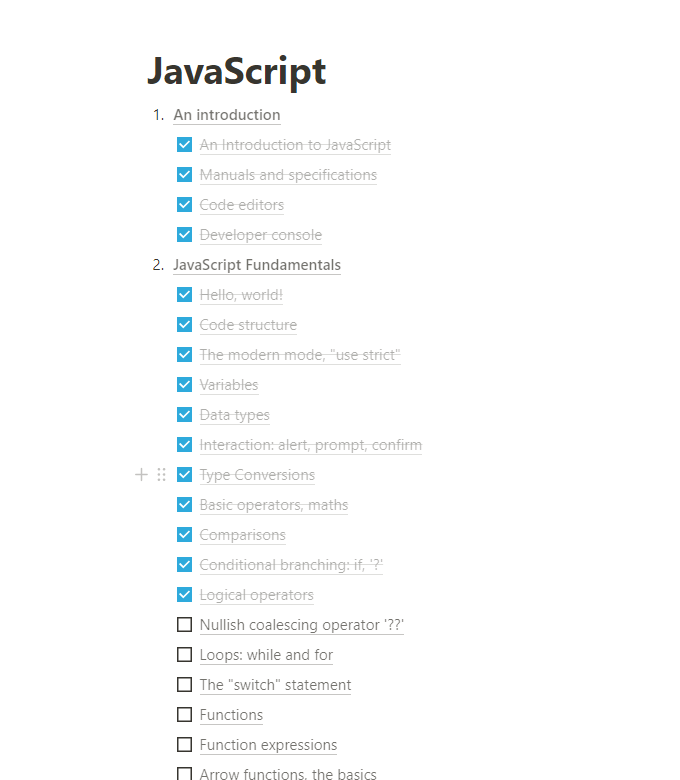 JavaScript
1. An introduction
An Introduction to JavaScript
Manuals and specifications
Code editors
Developer console
2. JavaScript Fundamentals
Hello, world!
Code structure
The modern mode, "use strict"
Variables
Data types
Interaction: alert, prompt, confirm
Type Conversions
Basic operators, maths
Comparisons
Conditional branching: if, '?'
Logical operators
Nullish coalescing operator '??'
Loops: while and for
The "switch" statement
Functions
Function expressions
Arrow functions, the basics